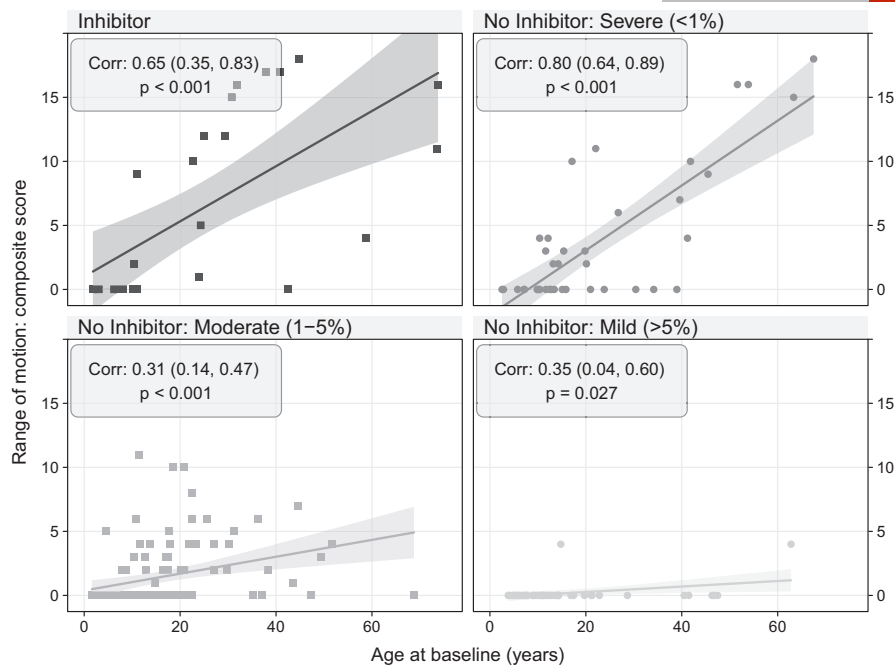 Inhibitor
No Inhibitor: Severe (<1%)
Corr: 0.65 (0.35, 0.83)
p < 0.001
Corr: 0.80 (0.64, 0.89)
p < 0.001
15
10
5
0
15
10
5
0
Range of motion: composite score
No Inhibitor: Moderate (1−5%)
No Inhibitor: Mild (>5%)
Corr: 0.31 (0.14, 0.47)
p < 0.001
Corr: 0.35 (0.04, 0.60)
p = 0.027
15
10
5
0
15
10
5
0
0 20 40 60
0 20 40 60
Age at baseline (years)